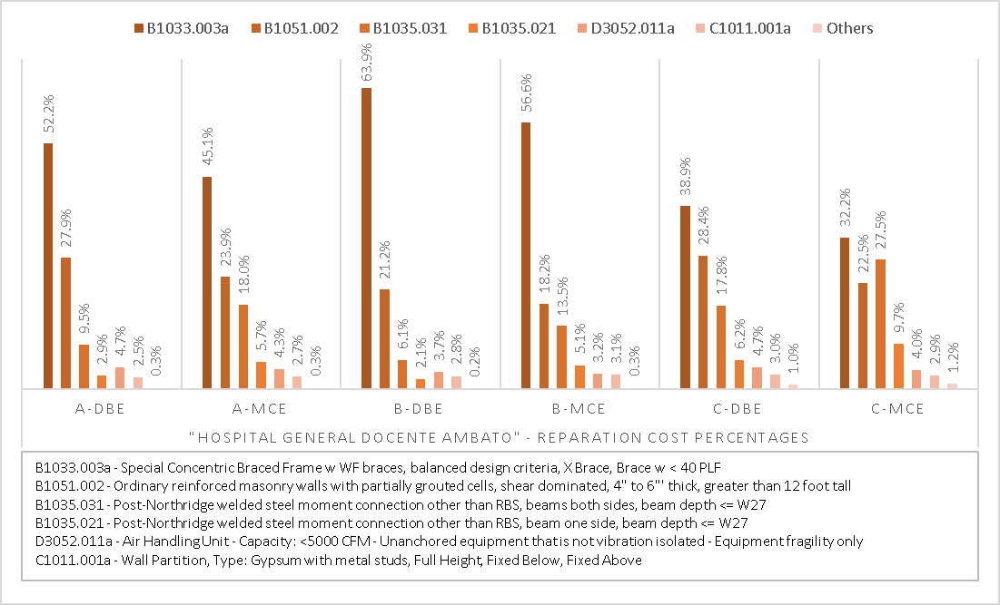 B1033.003a B1051.002 B1035.031 B1035.021 D3052.011a C1011.001a Others
52.2% 27.9% 9.5% 2.9% 4.7% 2.5% 0.3%
45.1% 23.9% 18.0% 5.7% 4.3% 2.7% 0.3%
63.9% 21.2% 6.1% 2.1% 3.7% 2.8% 0.2%
56.6% 18.2% 13.5% 5.1% 3.2% 3.1% 0.3%
38.9% 28.4% 17.8% 6.2% 4.7% 3.0% 1.0%
32.2% 22.5% 27.5% 9.7% 4.0% 2.9% 1.2%
A-DBE A-MCE B-DBE B-MCE C-DBE C-MCE
"HOSPITAL GENERAL DOCENTE AMBATO" - REPARATION COST PERCENTAGES
B1033.003a - Special Concentric Braced Frame w WF braces, balanced design criteria, X Brace, Brace w < 40 PLF
B1051.002 - Ordinary reinforced masonry walls with partially grouted cells, shear dominated, 4" to 6"' thick, greater than 12 foot tall
B1035.031 - Post-Northridge welded steel moment connection other than RBS, beams both sides, beam depth <= W27
B1035.021 - Post-Northridge welded steel moment connection other than RBS, beam one side, beam depth <= W27
D3052.011a - Air Handling Unit - Capacity: <5000 CFM - Unanchored equipment that is not vibration isolated - Equipment fragility only
C1011.001a - Wall Partition, Type: Gypsum with metal studs, Full Height, Fixed Below, Fixed Above